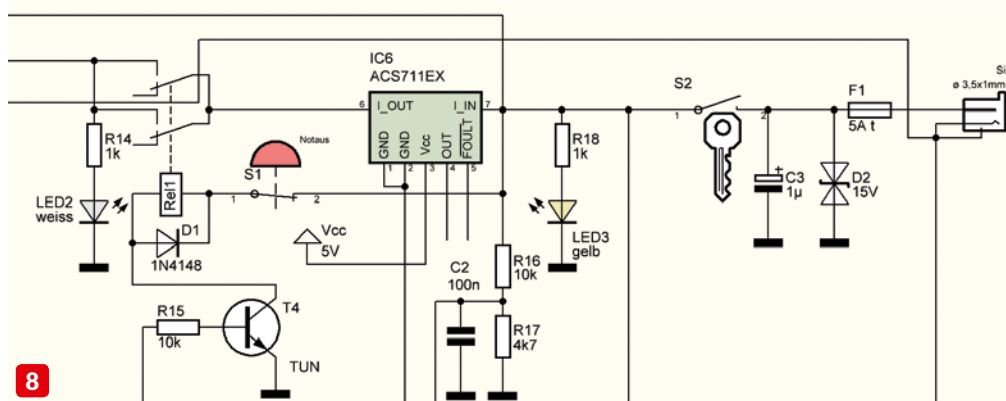 IC6
ACS711EX
6 I_OUT I_IN 7
GND GND Vcc OUT FOULT
1 2 3 4 5
R14
1k
LED2
weiss
Rel1
D1
1N4148
Notaus
S1
1 2
Vcc
5V
R15
10k
T4
TUN
C2
100n
R16
10k
R17
4k7
R18
1k
LED3
gelb
S2
1 2
C3
+
1µ
D2
15V
F1
5A t
Si
ø 3,5x1mm
8